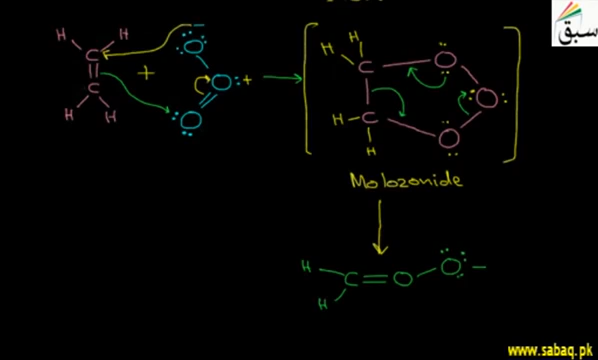 سبق
H H H
C O H C O
C + O :+ O:
H H O H C O
H
Molozonide
H C = O - O: −
H
www.sabaq.pk